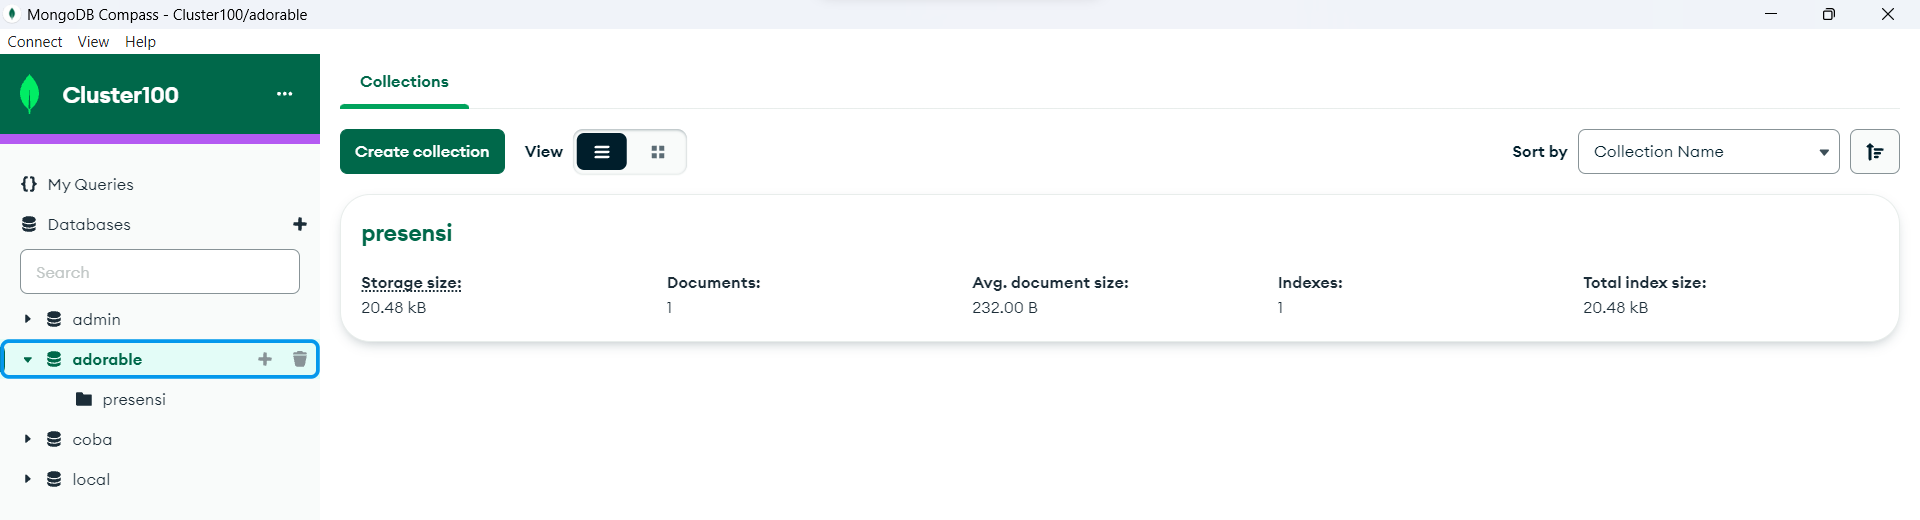 MongoDB Compass - Cluster100/adorable
Connect View Help
Cluster100
...
My Queries
Databases
Search
admin
adorable
presensi
coba
local
Collections
Create collection
View
Sort by
Collection Name
presensi
Storage size: Documents: Avg. document size: Indexes: Total index size:
20.48 kB 1 232.00 B 1 20.48 kB